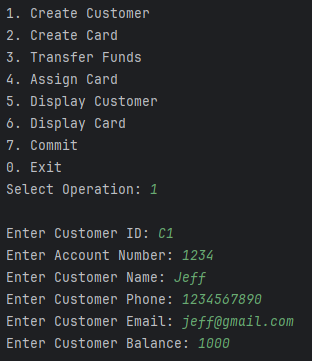 1. Create Customer
2. Create Card
3. Transfer Funds
4. Assign Card
5. Display Customer
6. Display Card
7. Commit
0. Exit
Select Operation: 1
Enter Customer ID: C1
Enter Account Number: 1234
Enter Customer Name: Jeff
Enter Customer Phone: 1234567890
Enter Customer Email: jeff@gmail.com
Enter Customer Balance: 1000